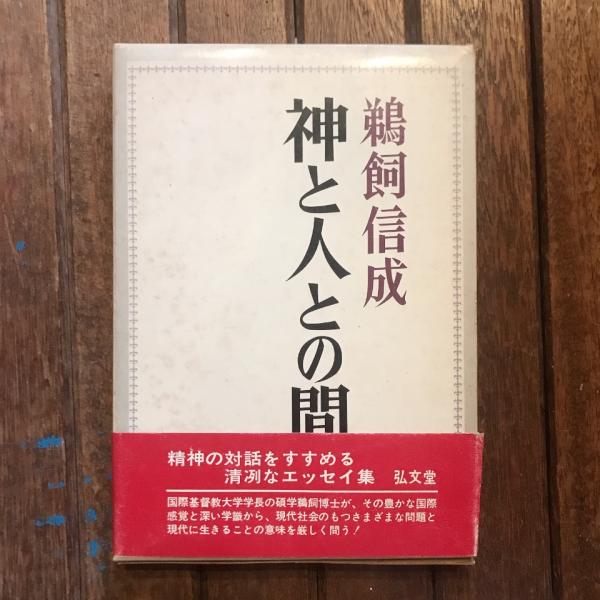 鵜飼信成
神と人との間
精神の対話をすすめる
清冽なエッセイ集 弘文堂
国際基督教大学学長の碩学鵜飼博士が、その豊かな国際
感覚と深い学識から、現代社会のもつさまざまな問題と
現代に生きることの意味を厳しく問う!